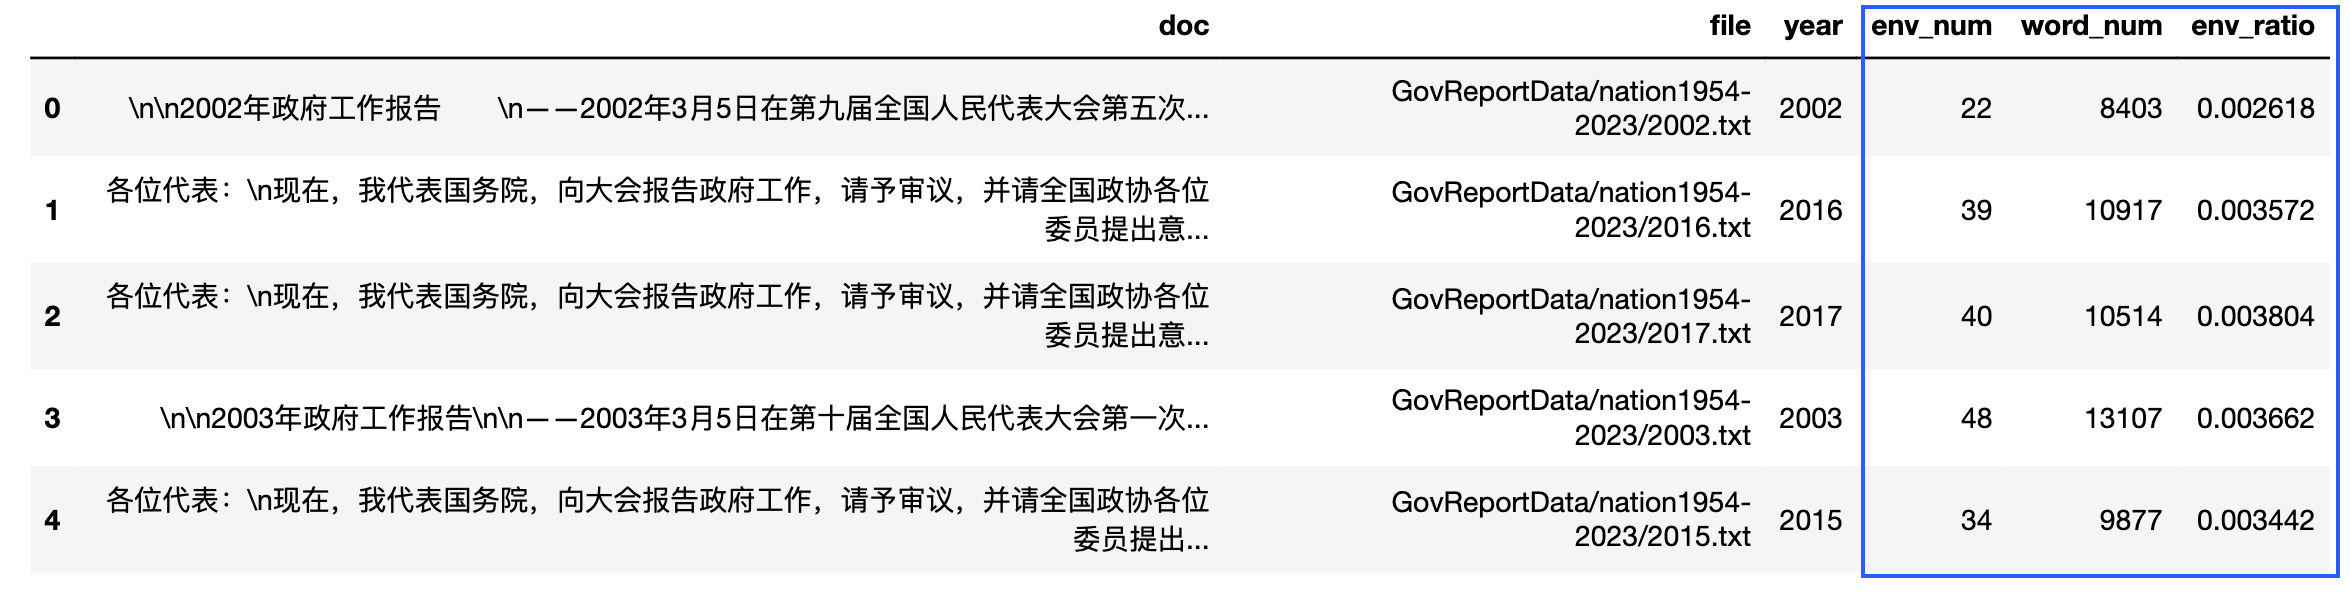 doc file year env_num word_num env_ratio
0 \n\n2002年政府工作报告 \n——2002年3月5日在第九届全国人民代表大会第五次... GovReportData/nation1954-
2023/2002.txt 2002 22 8403 0.002618
1 各位代表：\n现在，我代表国务院，向大会报告政府工作，请予审议，并请全国政协各位
委员提出意... GovReportData/nation1954-
2023/2016.txt 2016 39 10917 0.003572
2 各位代表：\n现在，我代表国务院，向大会报告政府工作，请予审议，并请全国政协各位
委员提出意... GovReportData/nation1954-
2023/2017.txt 2017 40 10514 0.003804
3 \n\n2003年政府工作报告\n\n——2003年3月5日在第十届全国人民代表大会第一次... GovReportData/nation1954-
2023/2003.txt 2003 48 13107 0.003662
4 各位代表：\n现在，我代表国务院，向大会报告政府工作，请予审议，并请全国政协各位
委员提出... GovReportData/nation1954-
2023/2015.txt 2015 34 9877 0.003442